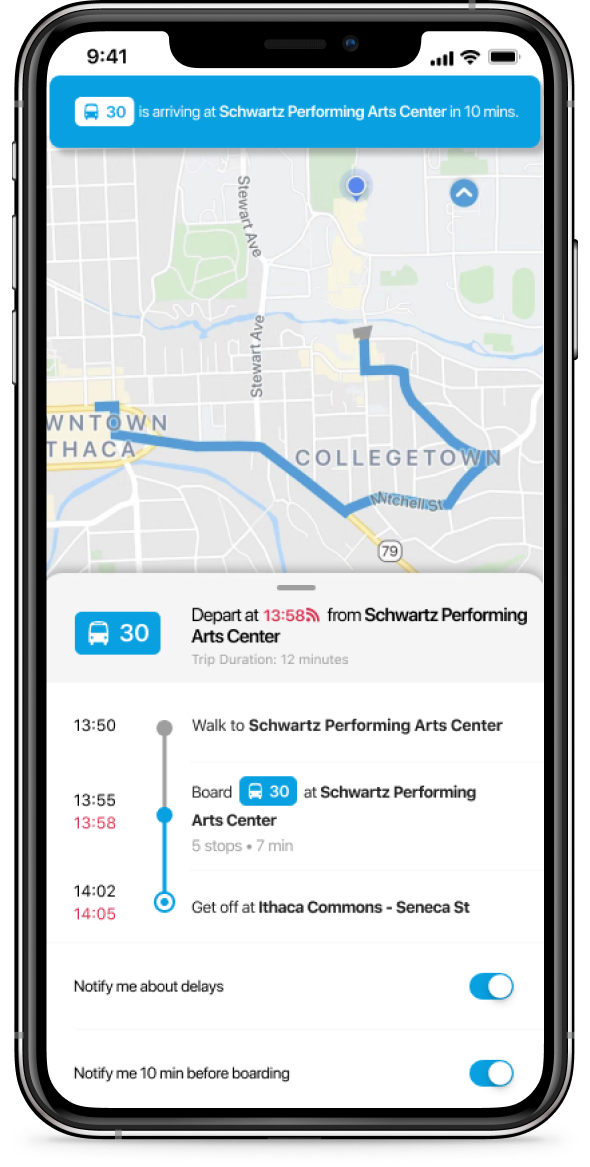 9:41
30 is arriving at Schwartz Performing Arts Center in 10 mins.
Stewart Ave
Stewart Ave
WNTOWN
THACA
COLLEGETOWN
Mitchell St
79
30
Depart at 13:58 from Schwartz Performing
Arts Center
Trip Duration: 12 minutes
13:50
Walk to Schwartz Performing Arts Center
13:55
13:58
Board 30 at Schwartz Performing
Arts Center
5 stops • 7 min
14:02
14:05
Get off at Ithaca Commons - Seneca St
Notify me about delays
Notify me 10 min before boarding